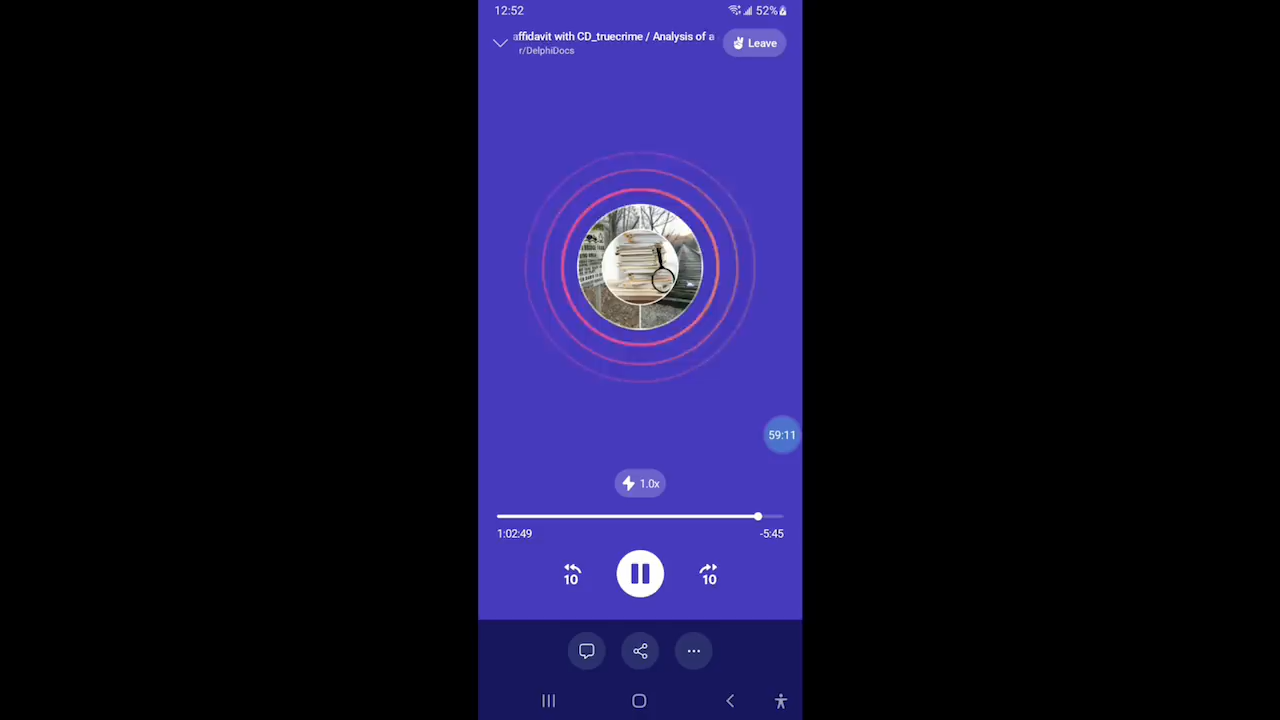 12:52
52%
affidavit with CD_truecrime / Analysis of a
r/DelphiDocs
Leave
59:11
1.0x
1:02:49
-5:45
10
10